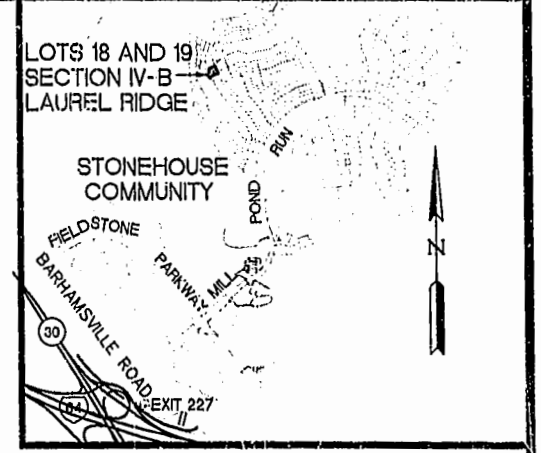 LOTS 18 AND 19
SECTION IV-B
LAUREL RIDGE
STONEHOUSE
COMMUNITY
MILL POND RUN
FIELDSTONE PARKWAY
N
BARHAMSVILLE ROAD
30
64
EXIT 227